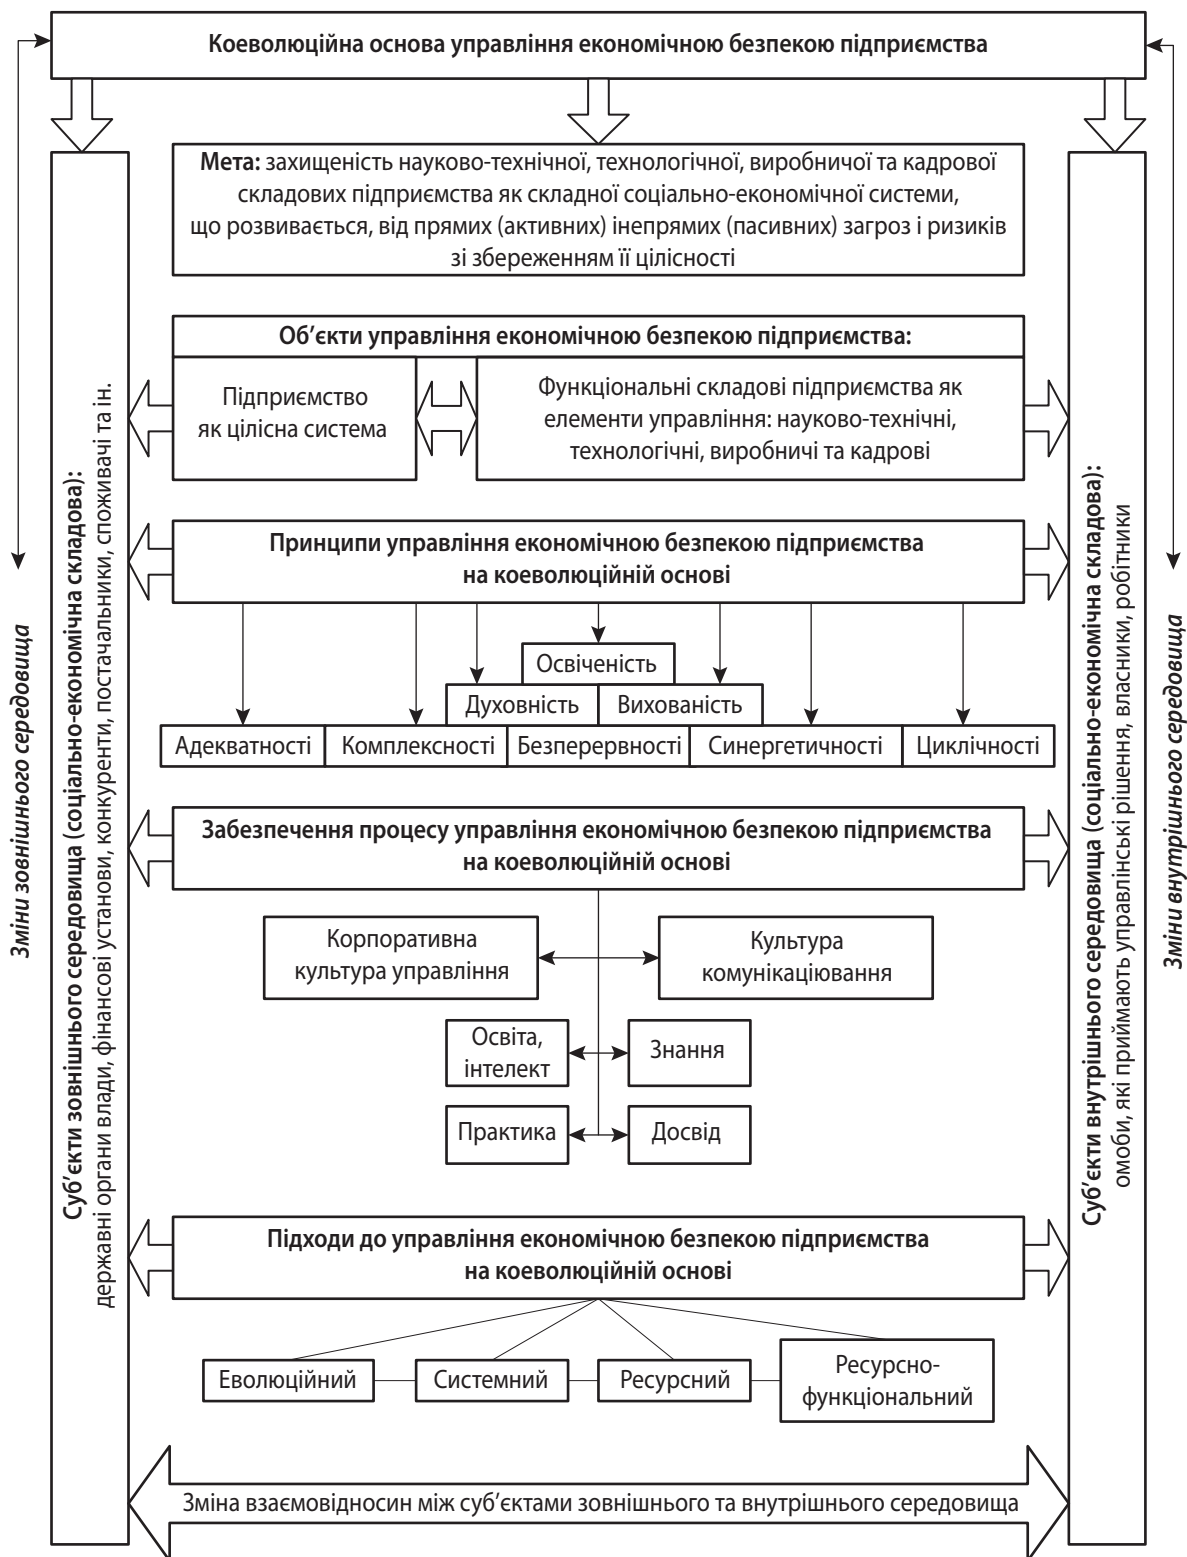 Коеволюційна основа управління економічною безпекою підприємства
Мета: захищеність науково-технічної, технологічної, виробничої та кадрової
складових підприємства як складної соціально-економічної системи,
що розвивається, від прямих (активних) інепрямих (пасивних) загроз і ризиків
зі збереженням її цілісності
Об’єкти управління економічною безпекою підприємства:
Підприємство
як цілісна система
Функціональні складові підприємства як
елементи управління: науково-технічні,
технологічні, виробничі та кадрові
Принципи управління економічною безпекою підприємства
на коеволюційній основі
Освіченість
Духовність
Вихованість
Адекватності
Комплексності
Безперервності
Синергетичності
Циклічності
Забезпечення процесу управління економічною безпекою підприємства
на коеволюційній основі
Корпоративна
культура управління
Культура
комунікаціювання
Освіта,
інтелект
Знання
Практика
Досвід
Підходи до управління економічною безпекою підприємства
на коеволюційній основі
Еволюційний
Системний
Ресурсний
Ресурсно-
функціональний
Зміна взаємовідносин між суб’єктами зовнішнього та внутрішнього середовища
Зміни зовнішнього середовища
Суб’єкти зовнішнього середовища (соціально-економічна складова):
державні органи влади, фінансові установи, конкуренти, постачальники, споживачі та ін.
Суб’єкти внутрішнього середовища (соціально-економічна складова):
омоби, які приймають управлінські рішення, власники, робітники
Зміни внутрішнього середовища